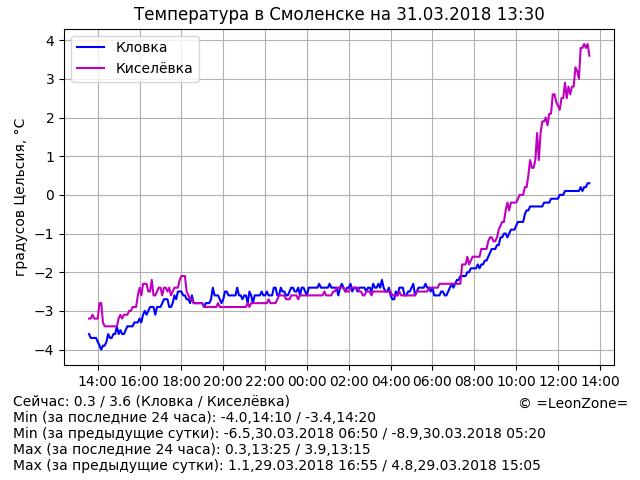 Температура в Смоленске на 31.03.2018 13:30
Кловка
Киселёвка
градусов Цельсия, °C
4
3
2
1
0
−1
−2
−3
−4
14:00 16:00 18:00 20:00 22:00 00:00 02:00 04:00 06:00 08:00 10:00 12:00 14:00
Сейчас: 0.3 / 3.6 (Кловка / Киселёвка)
© =LeonZone=
Min (за последние 24 часа): -4.0,14:10 / -3.4,14:20
Min (за предыдущие сутки): -6.5,30.03.2018 06:50 / -8.9,30.03.2018 05:20
Max (за последние 24 часа): 0.3,13:25 / 3.9,13:15
Max (за предыдущие сутки): 1.1,29.03.2018 16:55 / 4.8,29.03.2018 15:05